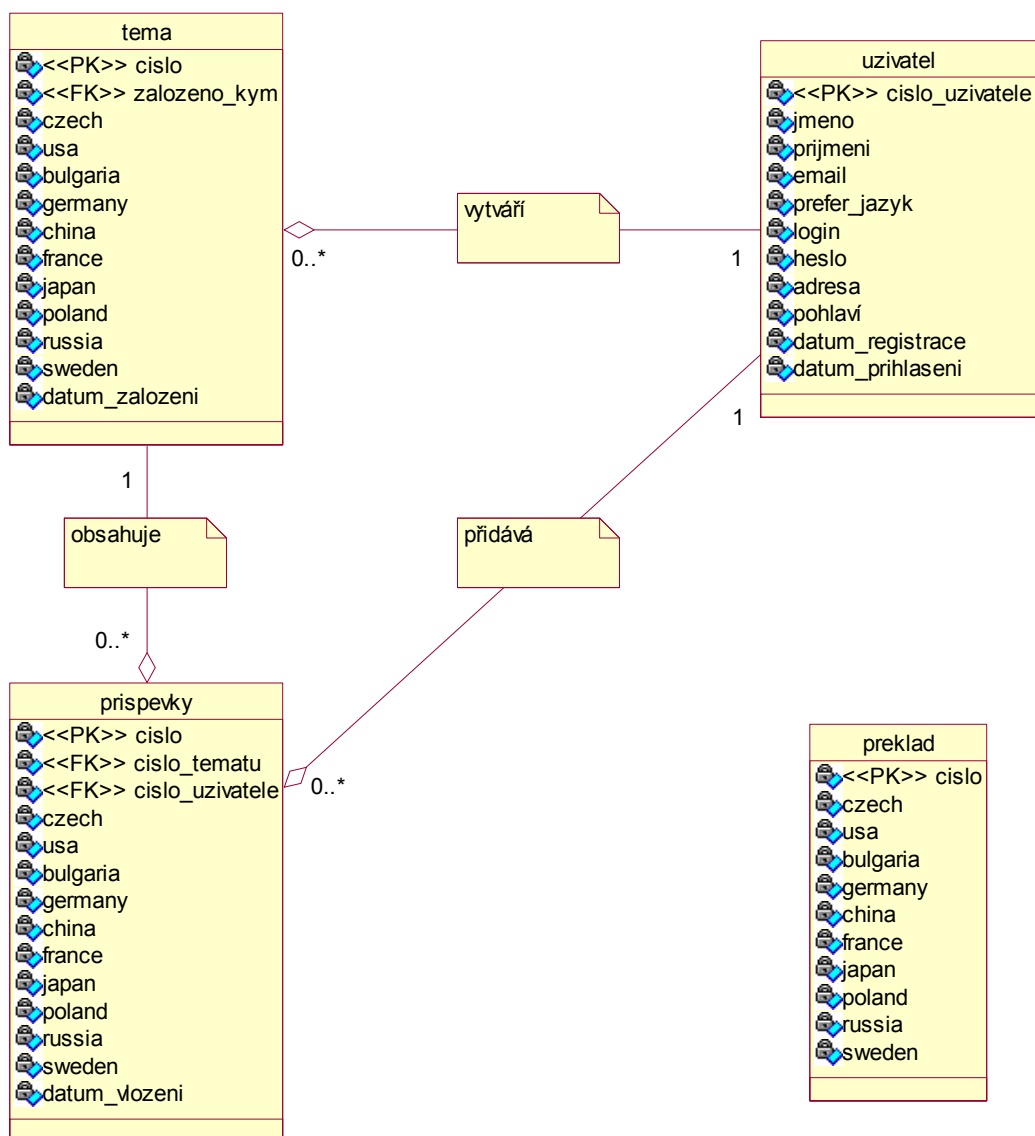 tema
<<PK>> cislo
<<FK>> zalozeno_kym
czech
usa
bulgaria
germany
china
france
japan
poland
russia
sweden
datum_zalozeni
uzivatel
<<PK>> cislo_uzivatele
jmeno
prijmeni
email
prefer_jazyk
login
heslo
adresa
pohlaví
datum_registrace
datum_prihlaseni
vytváří
0..*
1
1
obsahuje
0..*
1
přidává
0..*
prispevky
<<PK>> cislo
<<FK>> cislo_tematu
<<FK>> cislo_uzivatele
czech
usa
bulgaria
germany
china
france
japan
poland
russia
sweden
datum_vlozeni
preklad
<<PK>> cislo
czech
usa
bulgaria
germany
china
france
japan
poland
russia
sweden